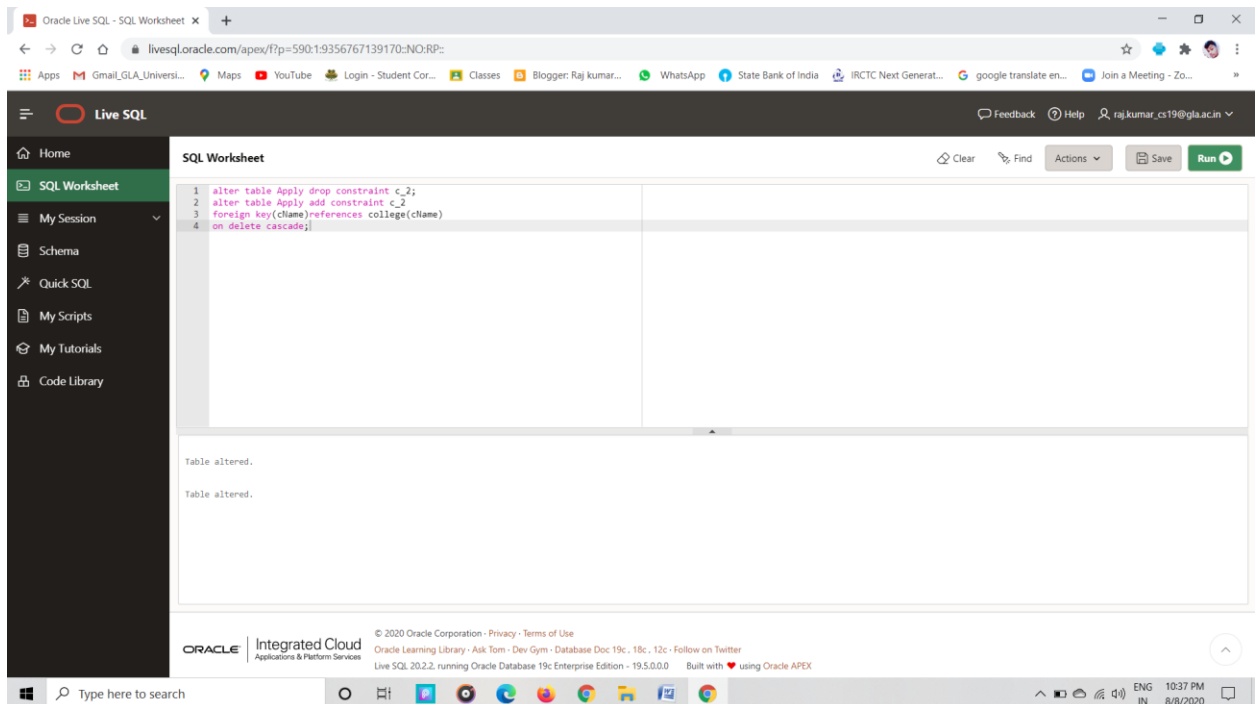 Oracle Live SQL - SQL Worksheet
livesql.oracle.com/apex/f?p=590:1:9356767139170::NO:RP::
Apps Gmail_GLA_Universi... Maps YouTube Login - Student Cor... Classes Blogger: Raj kumar... WhatsApp State Bank of India IRCTC Next Generat... google translate en... Join a Meeting - Zo... »
Live SQL Feedback Help raj.kumar_cs19@gla.ac.in
Home
SQL Worksheet
My Session
Schema
Quick SQL
My Scripts
My Tutorials
Code Library
SQL Worksheet Clear Find Actions Save Run
1 alter table Apply drop constraint c_2;
2 alter table Apply add constraint c_2
3 foreign key(cName)references college(cName)
4 on delete cascade;
Table altered.
Table altered.
ORACLE Integrated Cloud
Applications & Platform Services
© 2020 Oracle Corporation · Privacy · Terms of Use
Oracle Learning Library · Ask Tom · Dev Gym · Database Doc 19c, 18c, 12c · Follow on Twitter
Live SQL 20.2.2, running Oracle Database 19c Enterprise Edition - 19.5.0.0.0 Built with ❤ using Oracle APEX
Type here to search
ENG 10:37 PM
IN 8/8/2020